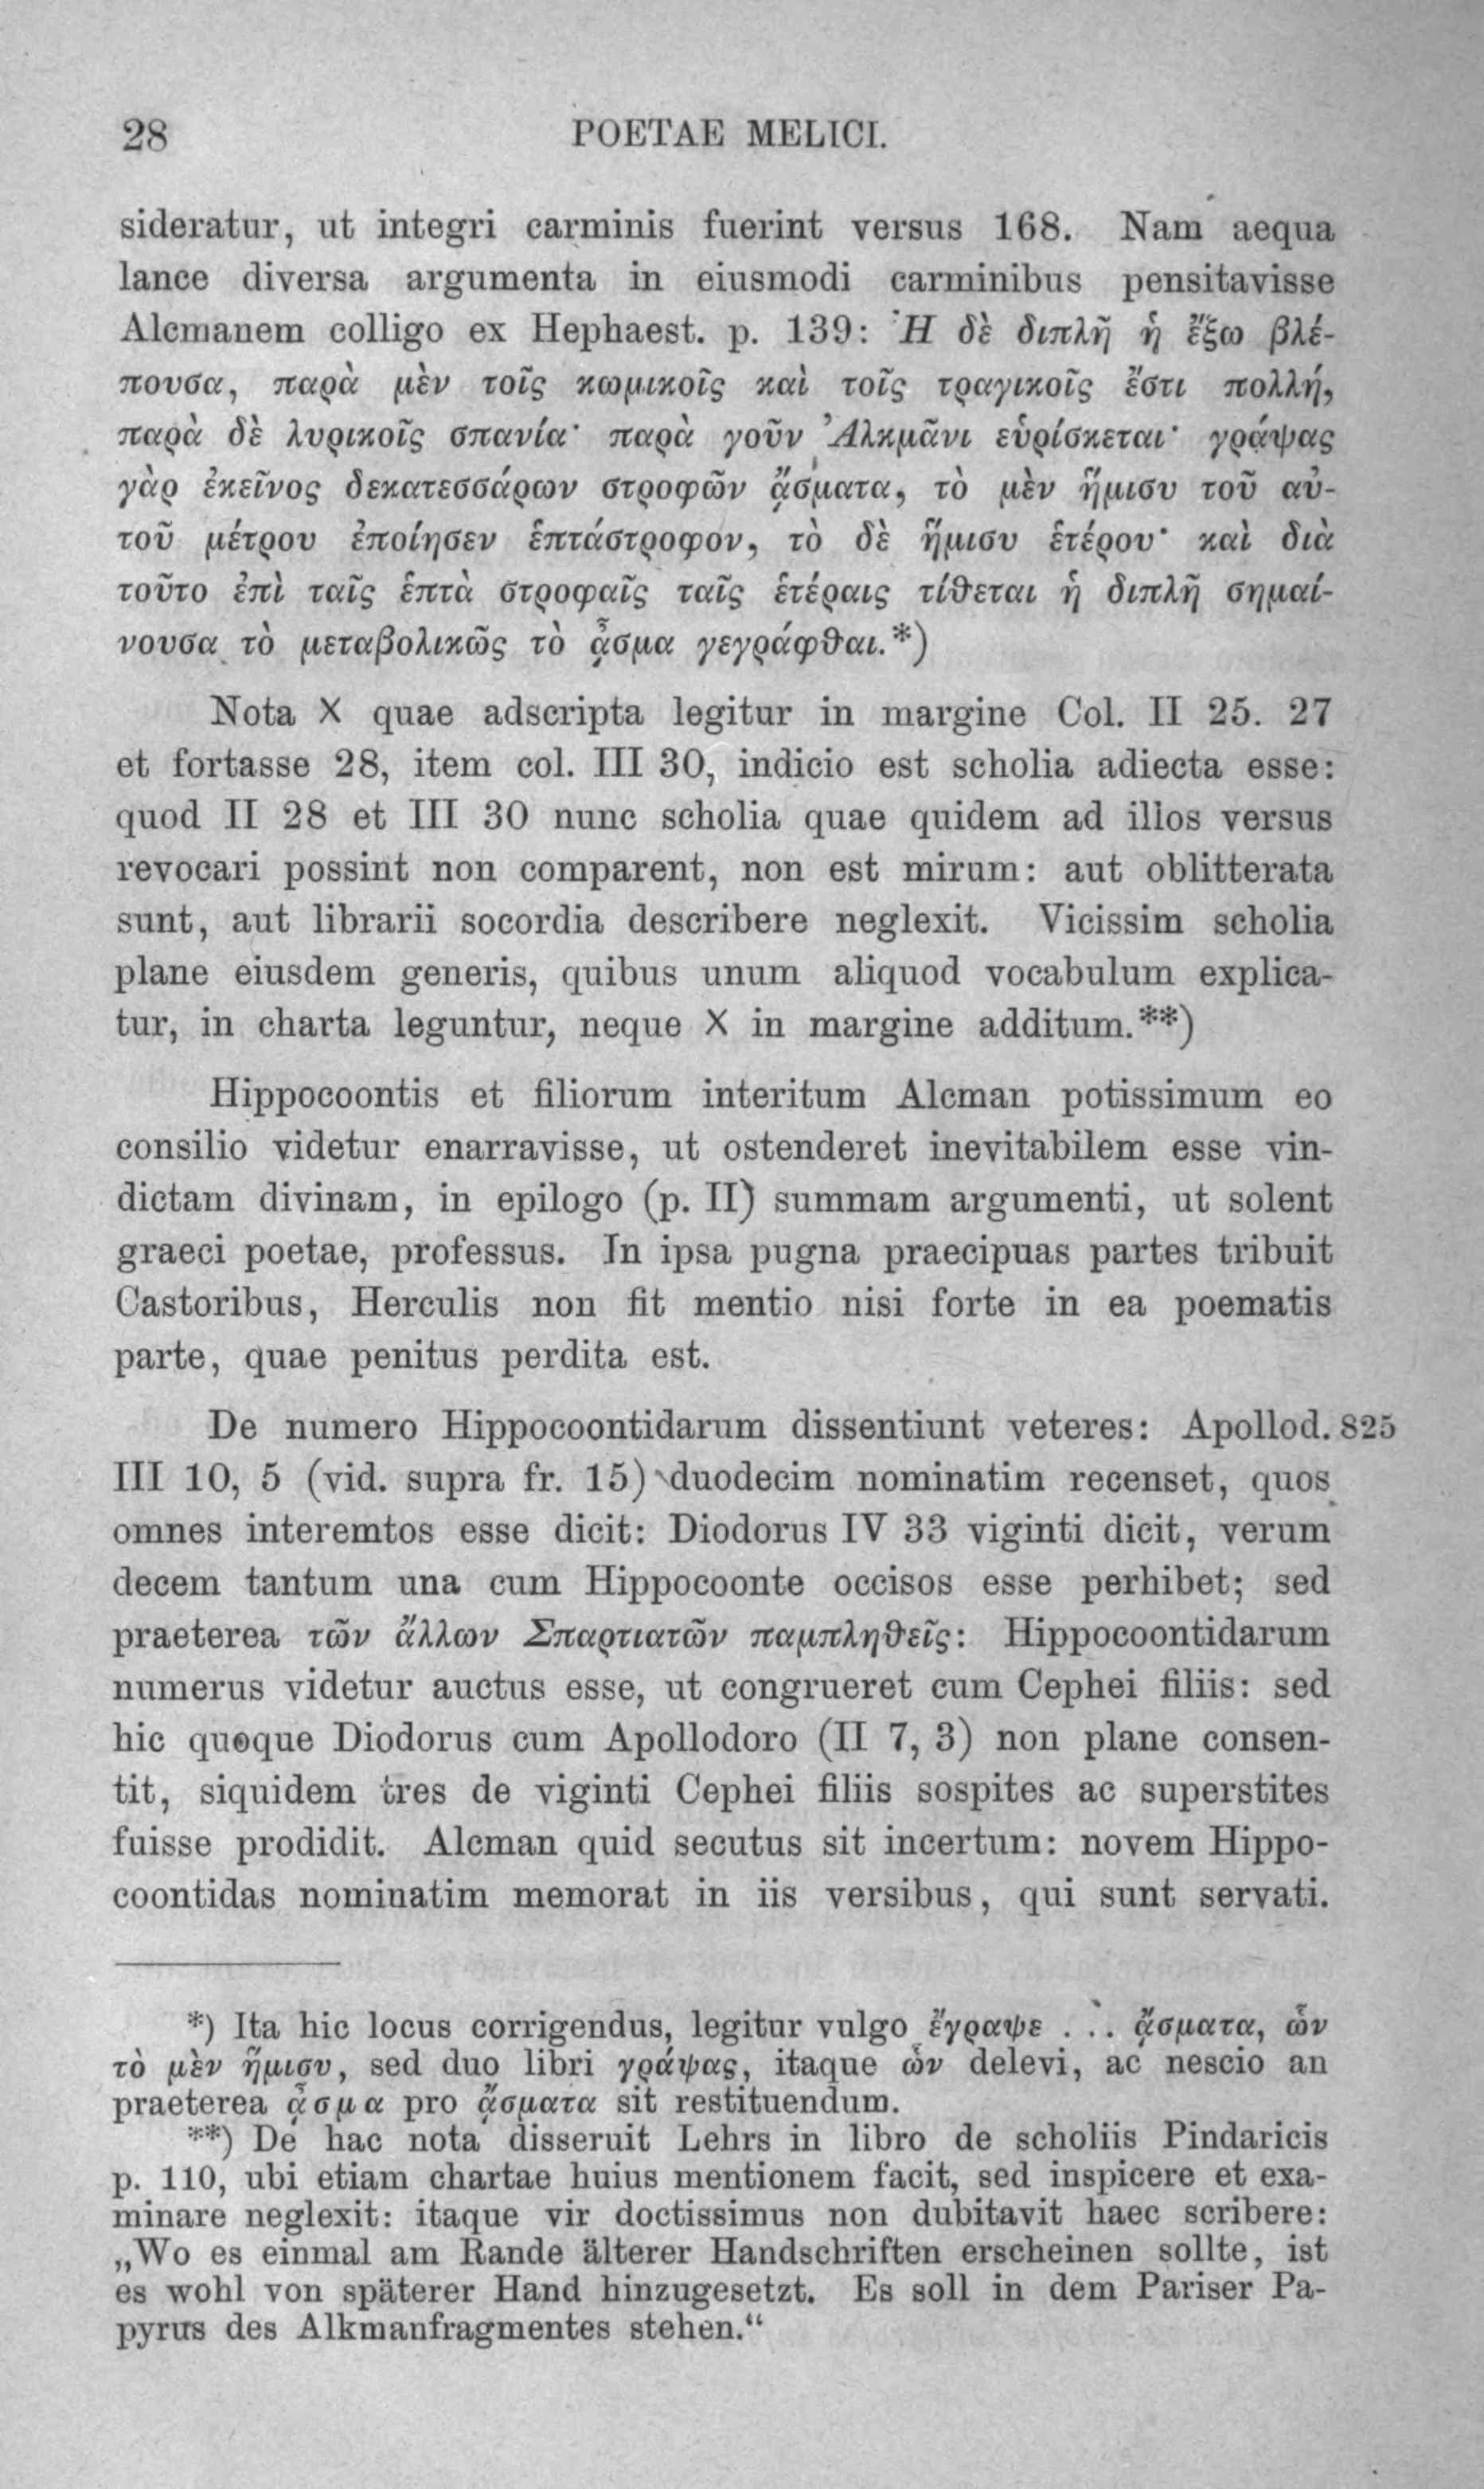 28 POETAE MELICI.
sideratur, ut integri carminis fuerint versus 168. Nam aequa
lance diversa argumenta in eiusmodi carminibus pensitavisse
Alcmanem colligo ex Hephaest. p. 139: Ἡ δὲ διπλῆ ἡ ἔξω βλέ-
πουσα, παρὰ μὲν τοῖς κωμικοῖς καὶ τοῖς τραγικοῖς ἔστι πολλή,
παρὰ δὲ λυρικοῖς σπανία· παρὰ γοῦν Ἀλκμᾶνι εὑρίσκεται· γράψας
γὰρ ἐκεῖνος δεκατεσσάρων στροφῶν ᾄσματα, τὸ μὲν ἥμισυ τοῦ αὐ-
τοῦ μέτρου ἐποίησεν ἑπτάστροφον, τὸ δὲ ἥμισυ ἑτέρου· καὶ διὰ
τοῦτο ἐπὶ ταῖς ἑπτὰ στροφαῖς ταῖς ἑτέραις τίθεται ἡ διπλῆ σημαί-
νουσα τὸ μεταβολικῶς τὸ ᾆσμα γεγράφθαι.*)
Nota X quae adscripta legitur in margine Col. II 25. 27
et fortasse 28, item col. III 30, indicio est scholia adiecta esse:
quod II 28 et III 30 nunc scholia quae quidem ad illos versus
revocari possint non comparent, non est mirum: aut oblitterata
sunt, aut librarii socordia describere neglexit. Vicissim scholia
plane eiusdem generis, quibus unum aliquod vocabulum explica-
tur, in charta leguntur, neque X in margine additum.**)
Hippocoontis et filiorum interitum Alcman potissimum eo
consilio videtur enarravisse, ut ostenderet inevitabilem esse vin-
dictam divinam, in epilogo (p. II) summam argumenti, ut solent
graeci poetae, professus. In ipsa pugna praecipuas partes tribuit
Castoribus, Herculis non fit mentio nisi forte in ea poematis
parte, quae penitus perdita est.
De numero Hippocoontidarum dissentiunt veteres: Apollod. 825
III 10, 5 (vid. supra fr. 15) duodecim nominatim recenset, quos
omnes interemtos esse dicit: Diodorus IV 33 viginti dicit, verum
decem tantum una cum Hippocoonte occisos esse perhibet; sed
praeterea τῶν ἄλλων Σπαρτιατῶν παμπληθεῖς: Hippocoontidarum
numerus videtur auctus esse, ut congrueret cum Cephei filiis: sed
hic quoque Diodorus cum Apollodoro (II 7, 3) non plane consen-
tit, siquidem tres de viginti Cephei filiis sospites ac superstites
fuisse prodidit. Alcman quid secutus sit incertum: novem Hippo-
coontidas nominatim memorat in iis versibus, qui sunt servati.
*) Ita hic locus corrigendus, legitur vulgo ἔγραψε . . . ᾄσματα, ὧν
τὸ μὲν ἥμισυ, sed duo libri γράψας, itaque ὧν delevi, ac nescio an
praeterea ᾆσμα pro ᾄσματα sit restituendum.
**) De hac nota disseruit Lehrs in libro de scholiis Pindaricis
p. 110, ubi etiam chartae huius mentionem facit, sed inspicere et exa-
minare neglexit: itaque vir doctissimus non dubitavit haec scribere:
„Wo es einmal am Rande älterer Handschriften erscheinen sollte, ist
es wohl von späterer Hand hinzugesetzt. Es soll in dem Pariser Pa-
pyrus des Alkmanfragmentes stehen.“